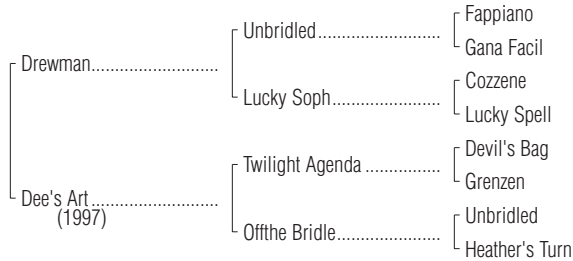 Fappiano
Unbridled..........................
Gana Facil
Drewman...........................
Cozzene
Lucky Soph.......................
Lucky Spell
Devil's Bag
Twilight Agenda ................
Grenzen
Dee's Art...........................
(1997)
Unbridled
Offthe Bridle.....................
Heather's Turn